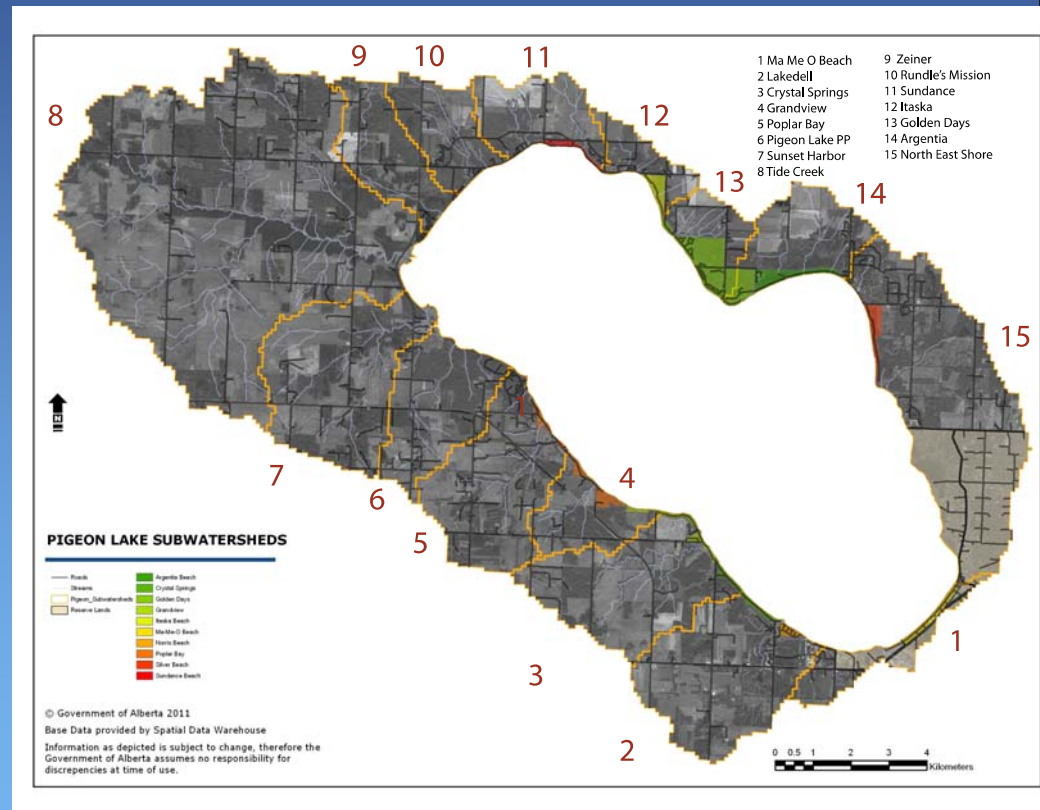 8
9
10
11
12
13
14
15
1 Ma Me O Beach
2 Lakedell
3 Crystal Springs
4 Grandview
5 Poplar Bay
6 Pigeon Lake PP
7 Sunset Harbor
8 Tide Creek
9 Zeiner
10 Rundle's Mission
11 Sundance
12 Itaska
13 Golden Days
14 Argentia
15 North East Shore
N
1
7
6
5
4
3
2
1
PIGEON LAKE SUBWATERSHEDS
Roads
Streams
Pigeon_Subwatersheds
Reserve Lands
Argentia Beach
Crystal Springs
Golden Days
Grandview
Itaska Beach
Ma-Me-O Beach
Norris Beach
Poplar Bay
Silver Beach
Sundance Beach
© Government of Alberta 2011
Base Data provided by Spatial Data Warehouse
Information as depicted is subject to change, therefore the
Government of Alberta assumes no responsibility for
discrepancies at time of use.
0 0.5 1 2 3 4
Kilometers